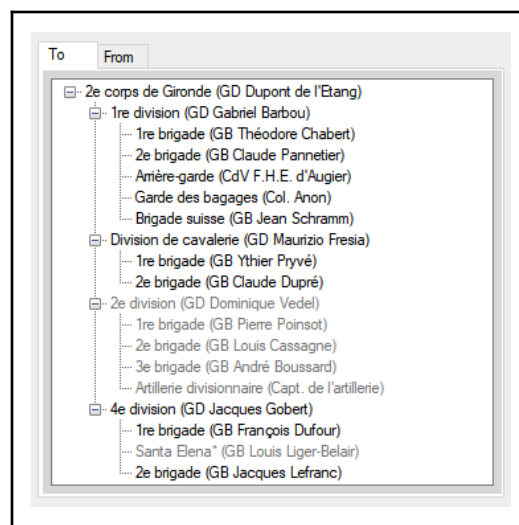 To
From
2e corps de Gironde (GD Dupont de l'Etang)
1re division (GD Gabriel Barbou)
1re brigade (GB Théodore Chabert)
2e brigade (GB Claude Pannetier)
Arrière-garde (CdV F.H.E. d'Augier)
Garde des bagages (Col. Anon)
Brigade suisse (GB Jean Schramm)
Division de cavalerie (GD Maurizio Fresia)
1re brigade (GB Ythier Pryvé)
2e brigade (GB Claude Dupré)
2e division (GD Dominique Vedel)
1re brigade (GB Pierre Poinsot)
2e brigade (GB Louis Cassagne)
3e brigade (GB André Boussard)
Artillerie divisionnaire (Capt. de l'artillerie)
4e division (GD Jacques Gobert)
1re brigade (GB François Dufour)
Santa Elena* (GB Louis Liger-Belair)
2e brigade (GB Jacques Lefranc)